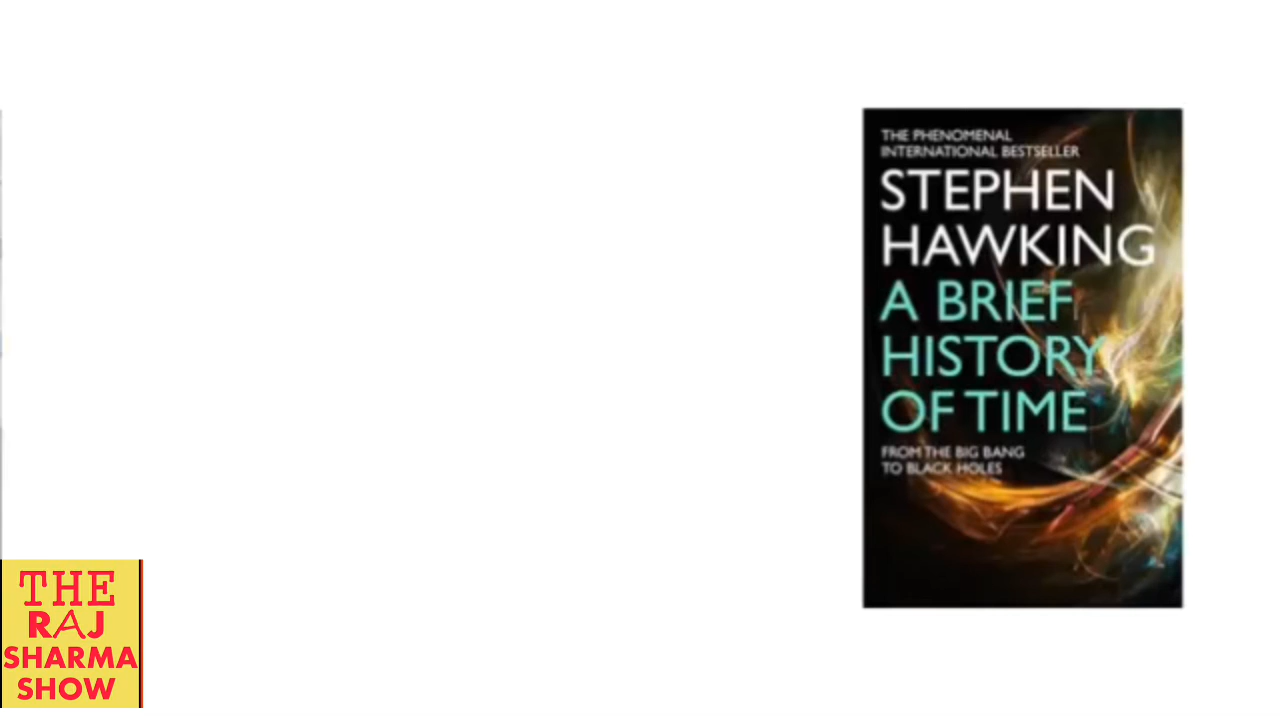 THE PHENOMENAL
INTERNATIONAL BESTSELLER
STEPHEN
HAWKING
A BRIEF
HISTORY
OF TIME
FROM THE BIG BANG
TO BLACK HOLES
THE
RAJ
SHARMA
SHOW